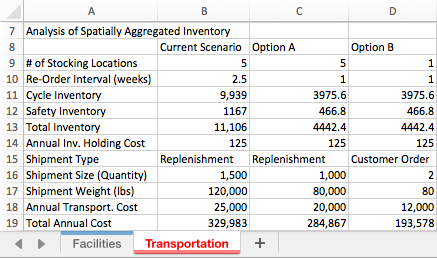 A B C D
7 Analysis of Spatially Aggregated Inventory
8 Current Scenario Option A Option B
9 # of Stocking Locations 5 5 1
10 Re-Order Interval (weeks) 2.5 1 1
11 Cycle Inventory 9,939 3975.6 3975.6
12 Safety Inventory 1167 466.8 466.8
13 Total Inventory 11,106 4442.4 4442.4
14 Annual Inv. Holding Cost 125 125 125
15 Shipment Type Replenishment Replenishment Customer Order
16 Shipment Size (Quantity) 1,500 1,000 2
17 Shipment Weight (lbs) 120,000 80,000 80
18 Annual Transport. Cost 25,000 20,000 12,000
19 Total Annual Cost 329,983 284,867 193,578
Facilities Transportation +